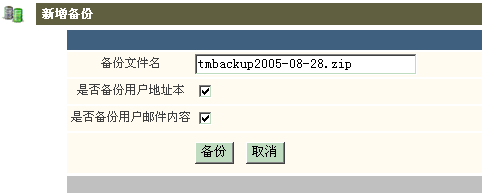 新增备份
备份文件名 tmbackup2005-08-28.zip
是否备份用户地址本
是否备份用户邮件内容
备份 取消